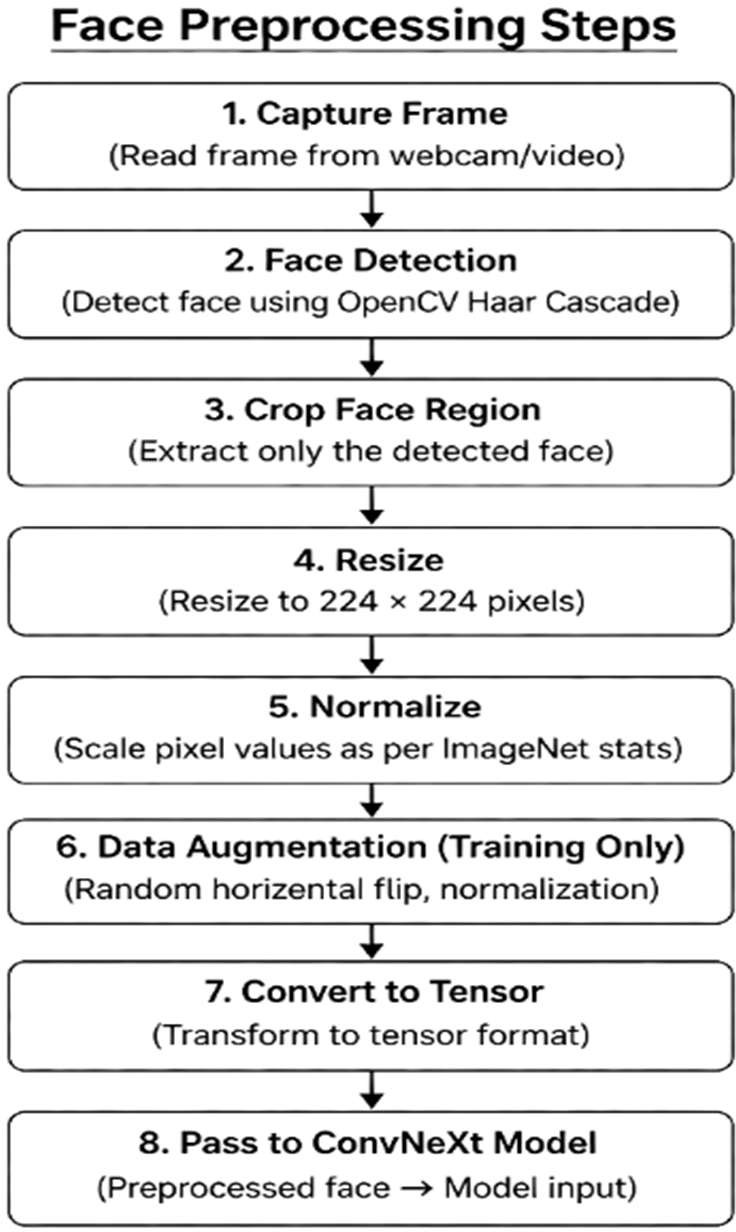 Face Preprocessing Steps
1. Capture Frame
(Read frame from webcam/video)
2. Face Detection
(Detect face using OpenCV Haar Cascade)
3. Crop Face Region
(Extract only the detected face)
4. Resize
(Resize to 224 × 224 pixels)
5. Normalize
(Scale pixel values as per ImageNet stats)
6. Data Augmentation (Training Only)
(Random horizental flip, normalization)
7. Convert to Tensor
(Transform to tensor format)
8. Pass to ConvNeXt Model
(Preprocessed face → Model input)